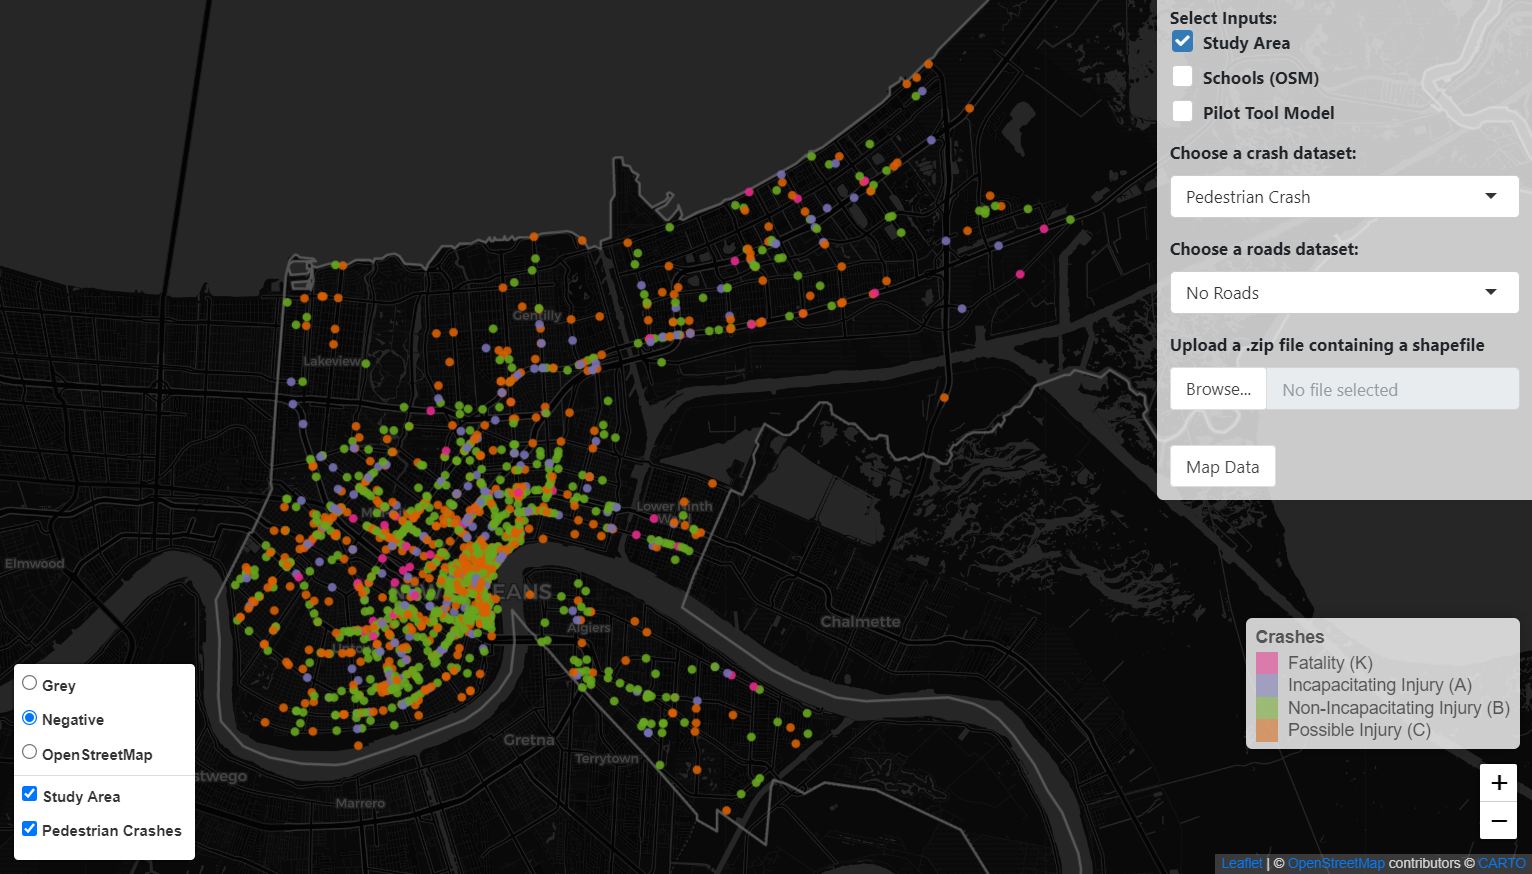 Select Inputs:
Study Area
Schools (OSM)
Pilot Tool Model
Choose a crash dataset:
Pedestrian Crash
Choose a roads dataset:
No Roads
Upload a .zip file containing a shapefile
Browse...
No file selected
Map Data
Gentilly
Lakeview
Lower Ninth
Elmwood
Algiers
Chalmette
Gretna
Terrytown
Marrero
Crashes
Fatality (K)
Incapacitating Injury (A)
Non-Incapacitating Injury (B)
Possible Injury (C)
Grey
Negative
OpenStreetMap
Study Area
Pedestrian Crashes
+
−
Leaflet | © OpenStreetMap contributors © CARTO